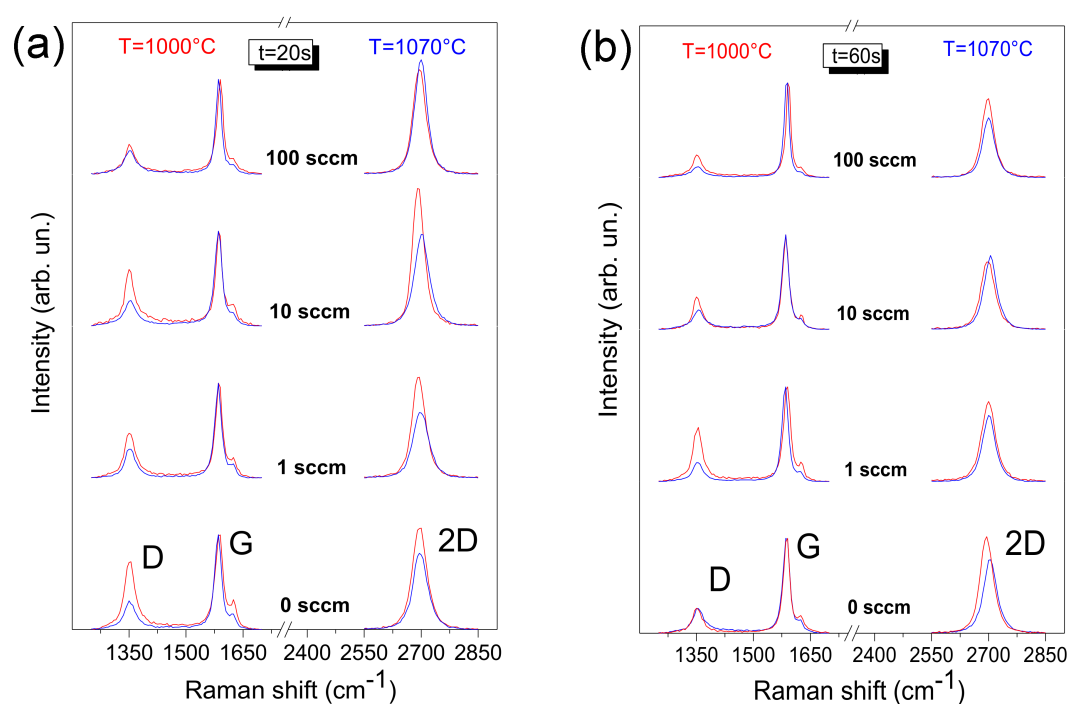 (a)
T=1000°C
t=20s
T=1070°C
100 sccm
10 sccm
1 sccm
D
G
2D
0 sccm
Intensity (arb. un.)
1350 1500 1650 2400 2550 2700 2850
Raman shift (cm-1)
(b)
T=1000°C
t=60s
T=1070°C
100 sccm
10 sccm
1 sccm
D
G
2D
0 sccm
Intensity (arb. un.)
1350 1500 1650 2400 2550 2700 2850
Raman shift (cm-1)